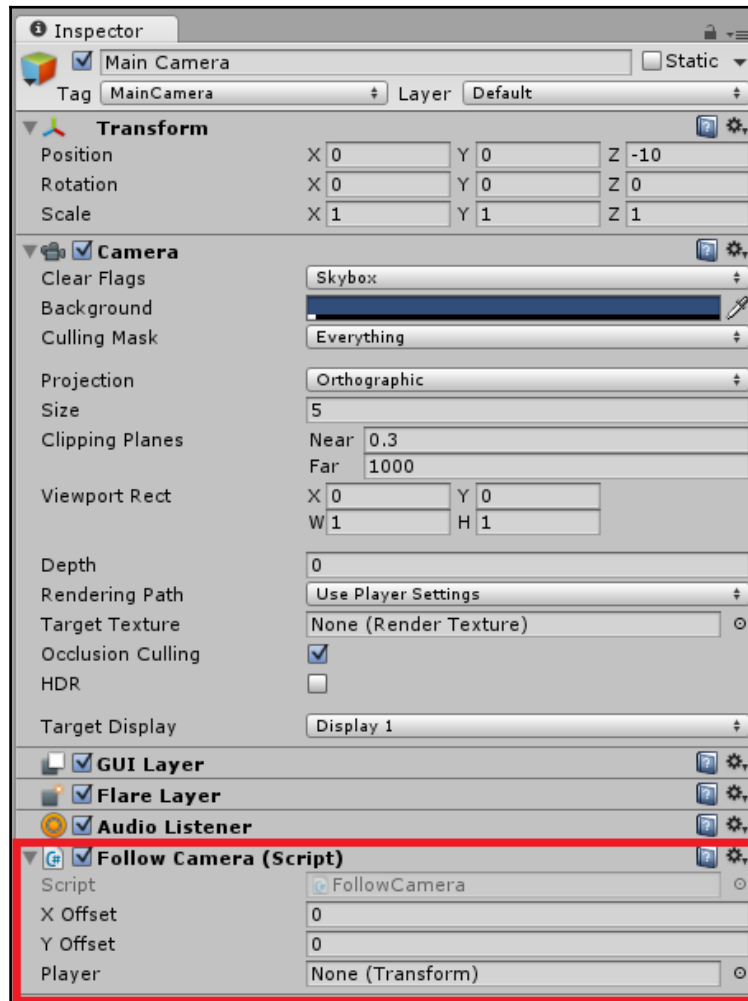 Inspector
Main Camera Static
Tag MainCamera Layer Default
Transform
Position X 0 Y 0 Z -10
Rotation X 0 Y 0 Z 0
Scale X 1 Y 1 Z 1
Camera
Clear Flags Skybox
Background
Culling Mask Everything
Projection Orthographic
Size 5
Clipping Planes Near 0.3
Far 1000
Viewport Rect X 0 Y 0
W 1 H 1
Depth 0
Rendering Path Use Player Settings
Target Texture None (Render Texture)
Occlusion Culling
HDR
Target Display Display 1
GUI Layer
Flare Layer
Audio Listener
C# Follow Camera (Script)
Script FollowCamera
X Offset 0
Y Offset 0
Player None (Transform)